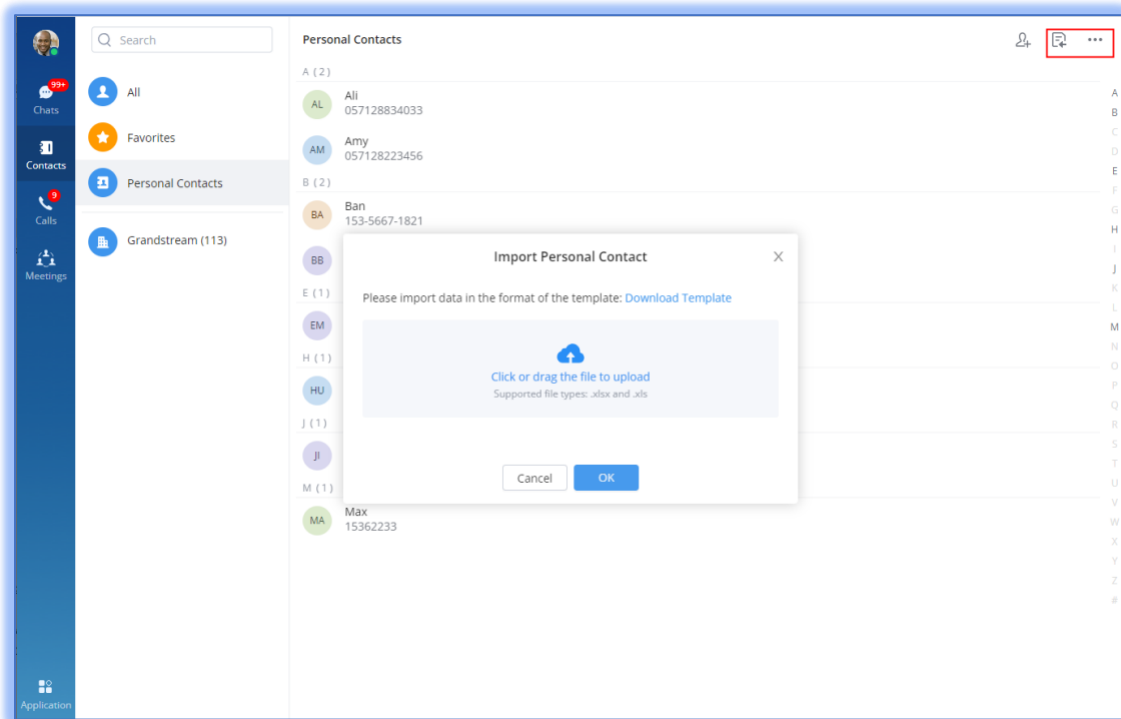 99+
Chats
Contacts
9
Calls
Meetings
Application
Search
All
Favorites
Personal Contacts
Grandstream (113)
Personal Contacts
A (2)
AL
Ali
057128834033
AM
Amy
057128223456
B (2)
BA
Ban
153-5667-1821
BB
E (1)
EM
H (1)
HU
J (1)
JI
M (1)
MA
Max
15362233
Import Personal Contact
X
Please import data in the format of the template: Download Template
Click or drag the file to upload
Supported file types: .xlsx and .xls
Cancel
OK
A
B
C
D
E
F
G
H
I
J
K
L
M
N
O
P
Q
R
S
T
U
V
W
X
Y
Z
#